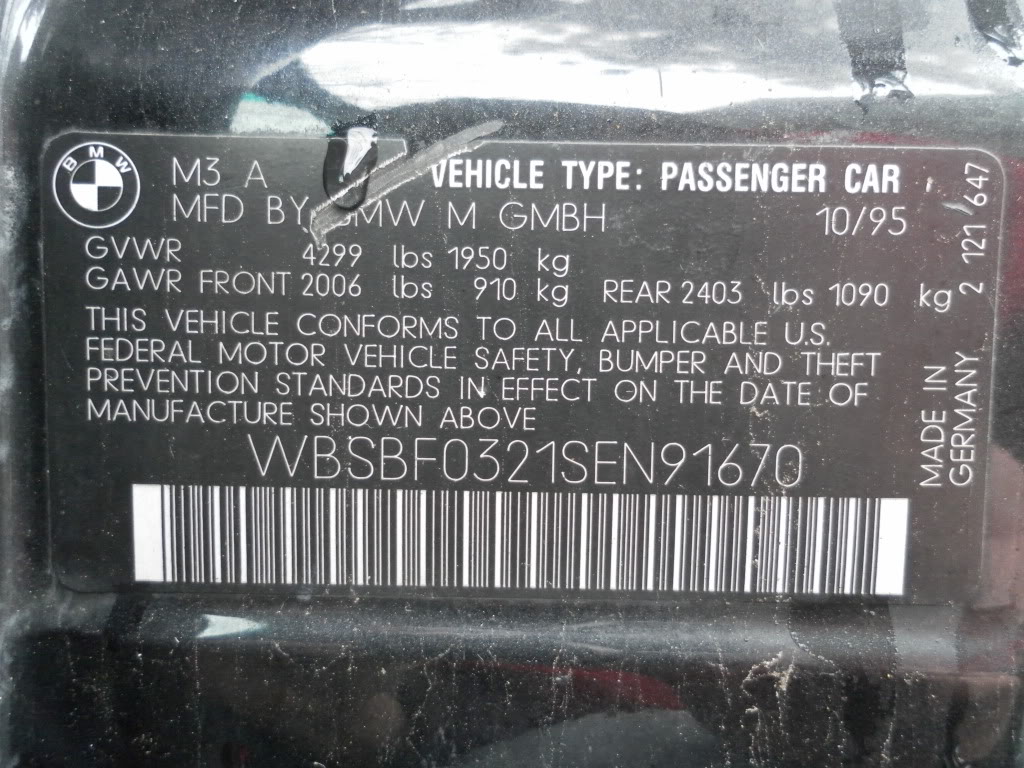 BMW
M3 A VEHICLE TYPE: PASSENGER CAR
MFD BY BMW M GMBH 10/95
GVWR 4299 lbs 1950 kg
GAWR FRONT 2006 lbs 910 kg REAR 2403 lbs 1090 kg
THIS VEHICLE CONFORMS TO ALL APPLICABLE U.S.
FEDERAL MOTOR VEHICLE SAFETY, BUMPER AND THEFT
PREVENTION STANDARDS IN EFFECT ON THE DATE OF
MANUFACTURE SHOWN ABOVE
WBSBF0321SEN91670
MADE IN
GERMANY 2 121 647